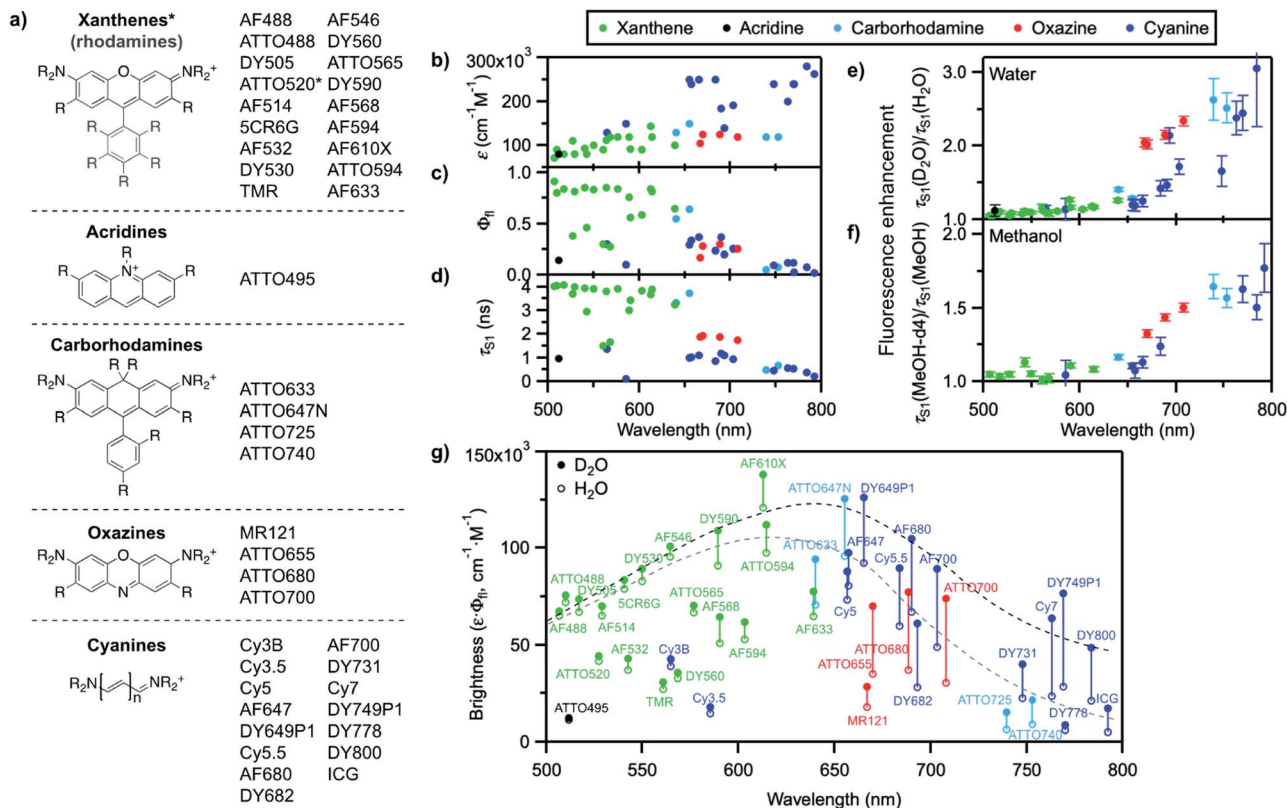 a)
Xanthenes*
(rhodamines)
NR₂⁺
R₂N
O
R
R
R
R
R
R
R
AF488 AF546
ATTO488 DY560
DY505 ATTO565
ATTO520* DY590
AF514 AF568
5CR6G AF594
AF532 AF610X
DY530 ATTO594
TMR AF633
Acridines
R
N⁺
R
R
ATTO495
Carborhodamines
R R
R₂N
NR₂⁺
R
R
R
R
ATTO633
ATTO647N
ATTO725
ATTO740
Oxazines
R₂N
O
NR₂⁺
R
N
R
MR121
ATTO655
ATTO680
ATTO700
Cyanines
R₂N
n
NR₂⁺
Cy3B AF700
Cy3.5 DY731
Cy5 Cy7
AF647 DY749P1
DY649P1 DY778
Cy5.5 DY800
AF680 ICG
DY682
Xanthene Acridine Carborhodamine Oxazine Cyanine
b)
300x10³
200
100
ε (cm⁻¹M⁻¹)
c)
1.0
0.5
0.0
Φfl
d)
4
3
2
1
0
τS1 (ns)
500 600 700 800
Wavelength (nm)
e)
Water
3.0
2.0
1.0
τS1(D₂O)/τS1(H₂O)
Fluorescence enhancement
f)
Methanol
2.0
1.5
1.0
τS1(MeOH-d4)/τS1(MeOH)
500 600 700 800
Wavelength (nm)
g)
150x10³
100
50
0
Brightness (ε·Φfl, cm⁻¹·M⁻¹)
D₂O
H₂O
AF610X
ATTO647N
DY649P1
DY590
AF546
AF680
ATTO633
AF647
DY530
ATTO594
Cy5.5
AF700
ATTO488
DY505
5CR6G
ATTO565
AF568
Cy5
ATTO700
DY749P1
AF488
AF514
AF633
Cy7
AF532
Cy3B
AF594
ATTO680
DY800
ATTO520
ATTO655
DY731
DY560
TMR
Cy3.5
DY682
ATTO725
ICG
MR121
ATTO495
DY778
ATTO740
500 550 600 650 700 750 800
Wavelength (nm)